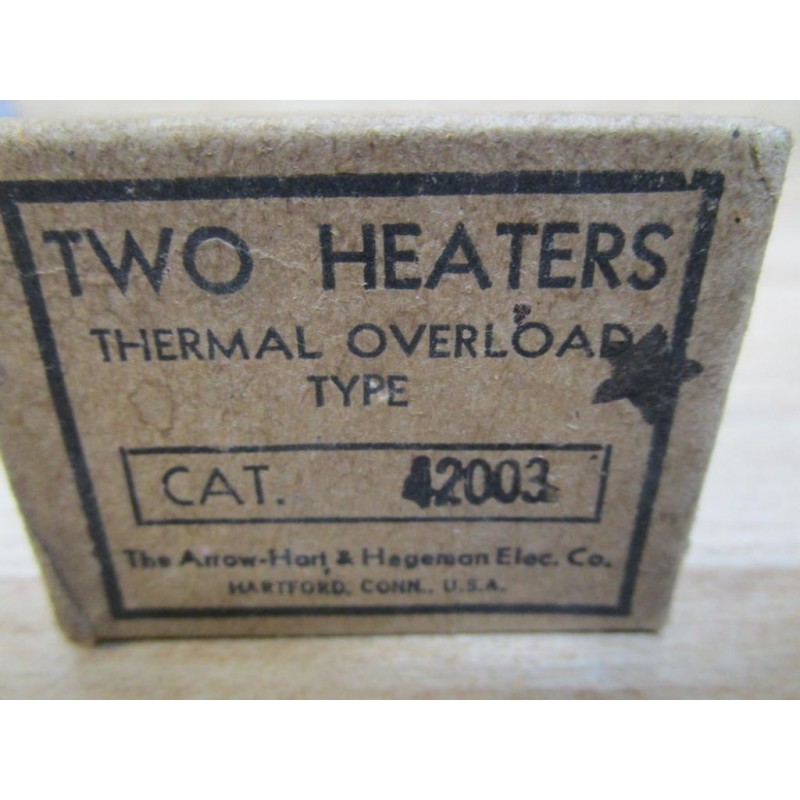 TWO HEATERS
THERMAL OVERLOAD
TYPE
CAT. 42003
The Arrow-Hart & Hegeman Elec. Co.
HARTFORD, CONN., U.S.A.